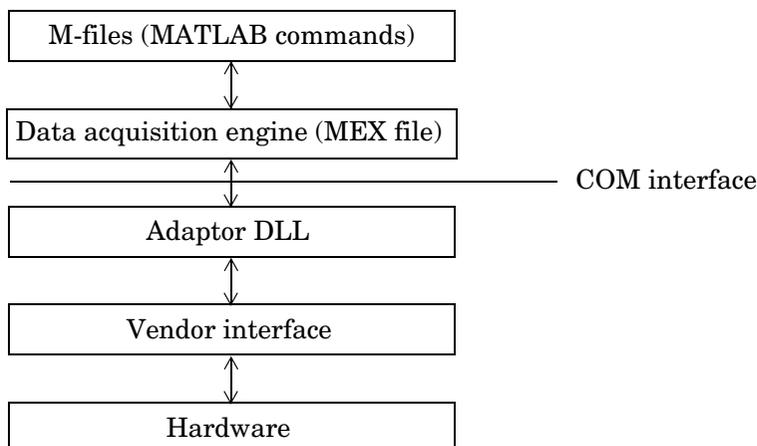 M-files (MATLAB commands)
Data acquisition engine (MEX file)
COM interface
Adaptor DLL
Vendor interface
Hardware